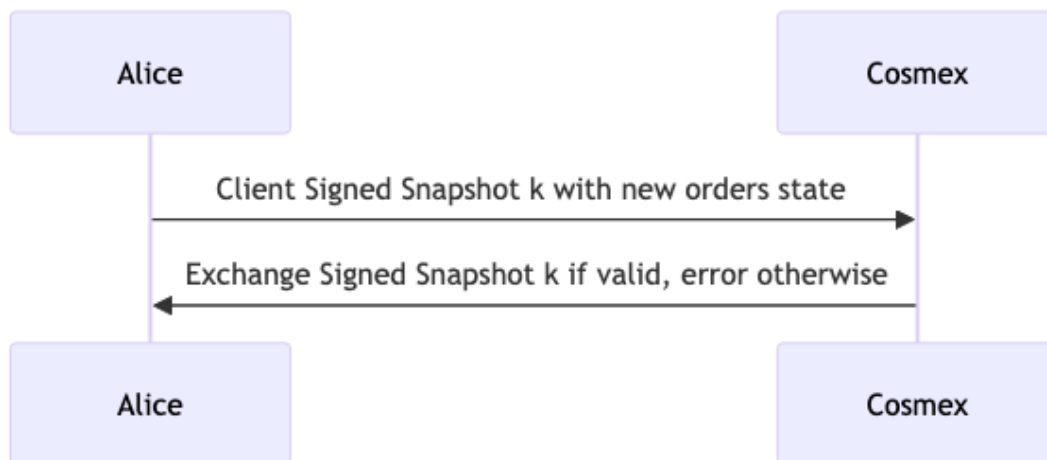 Alice
Cosmex
Client Signed Snapshot k with new orders state
Exchange Signed Snapshot k if valid, error otherwise
Alice
Cosmex